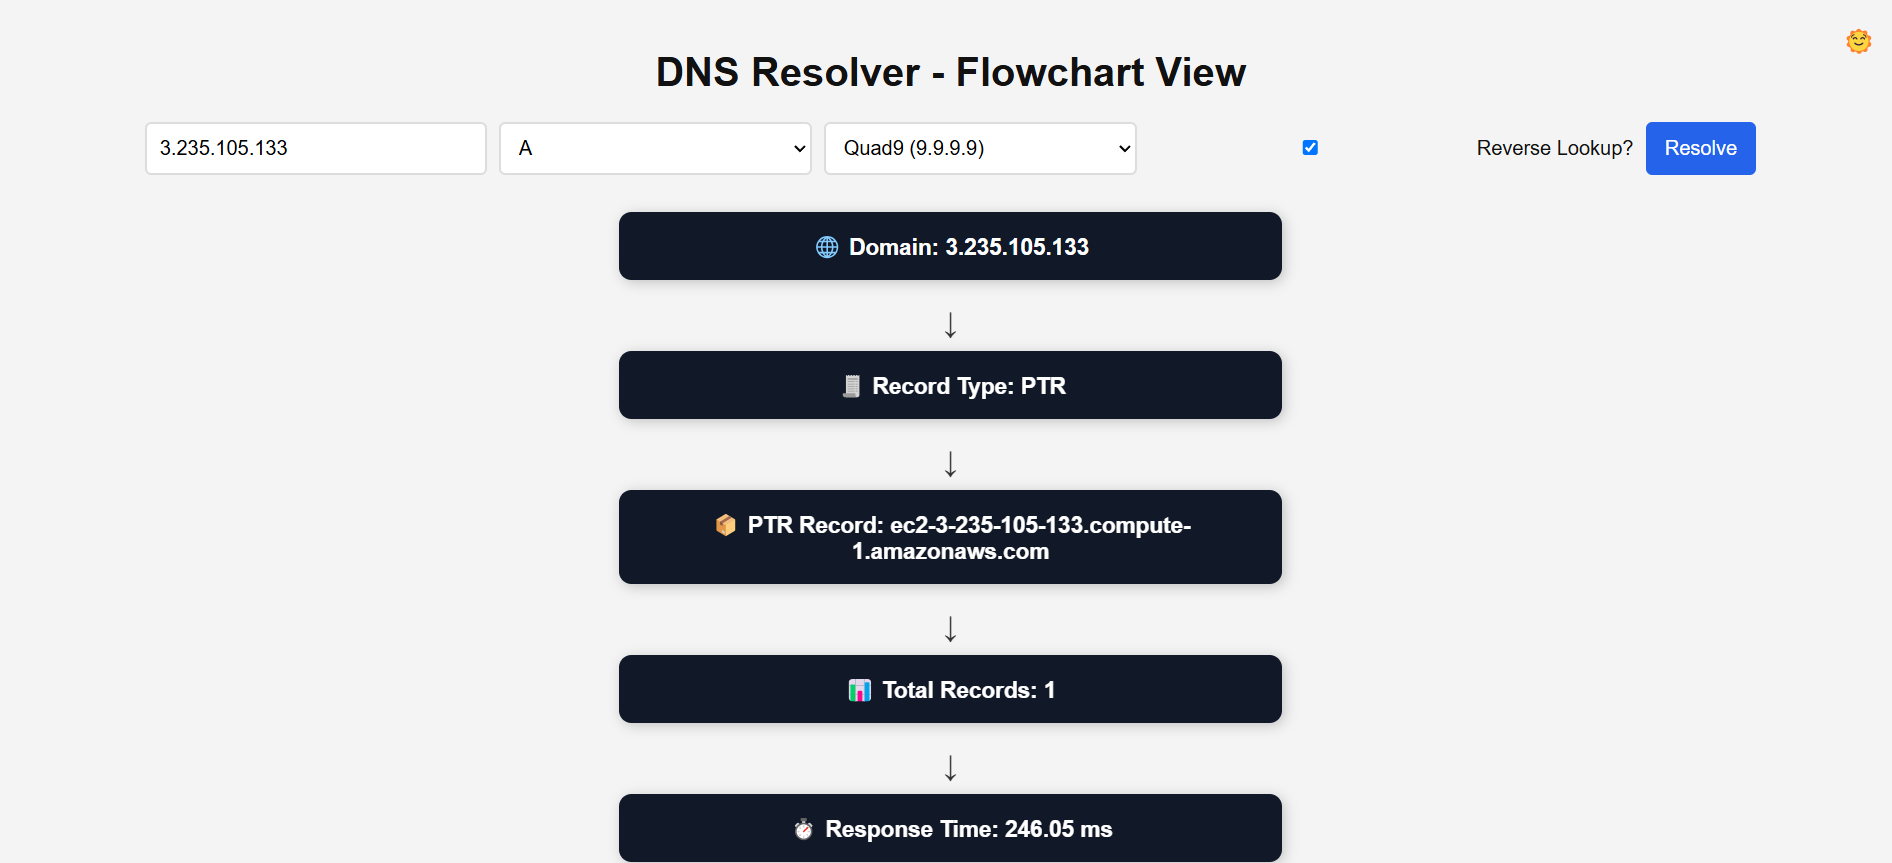 DNS Resolver - Flowchart View
3.235.105.133
A
Quad9 (9.9.9.9)
Reverse Lookup?
Resolve
Domain: 3.235.105.133
Record Type: PTR
PTR Record: ec2-3-235-105-133.compute-
1.amazonaws.com
Total Records: 1
Response Time: 246.05 ms